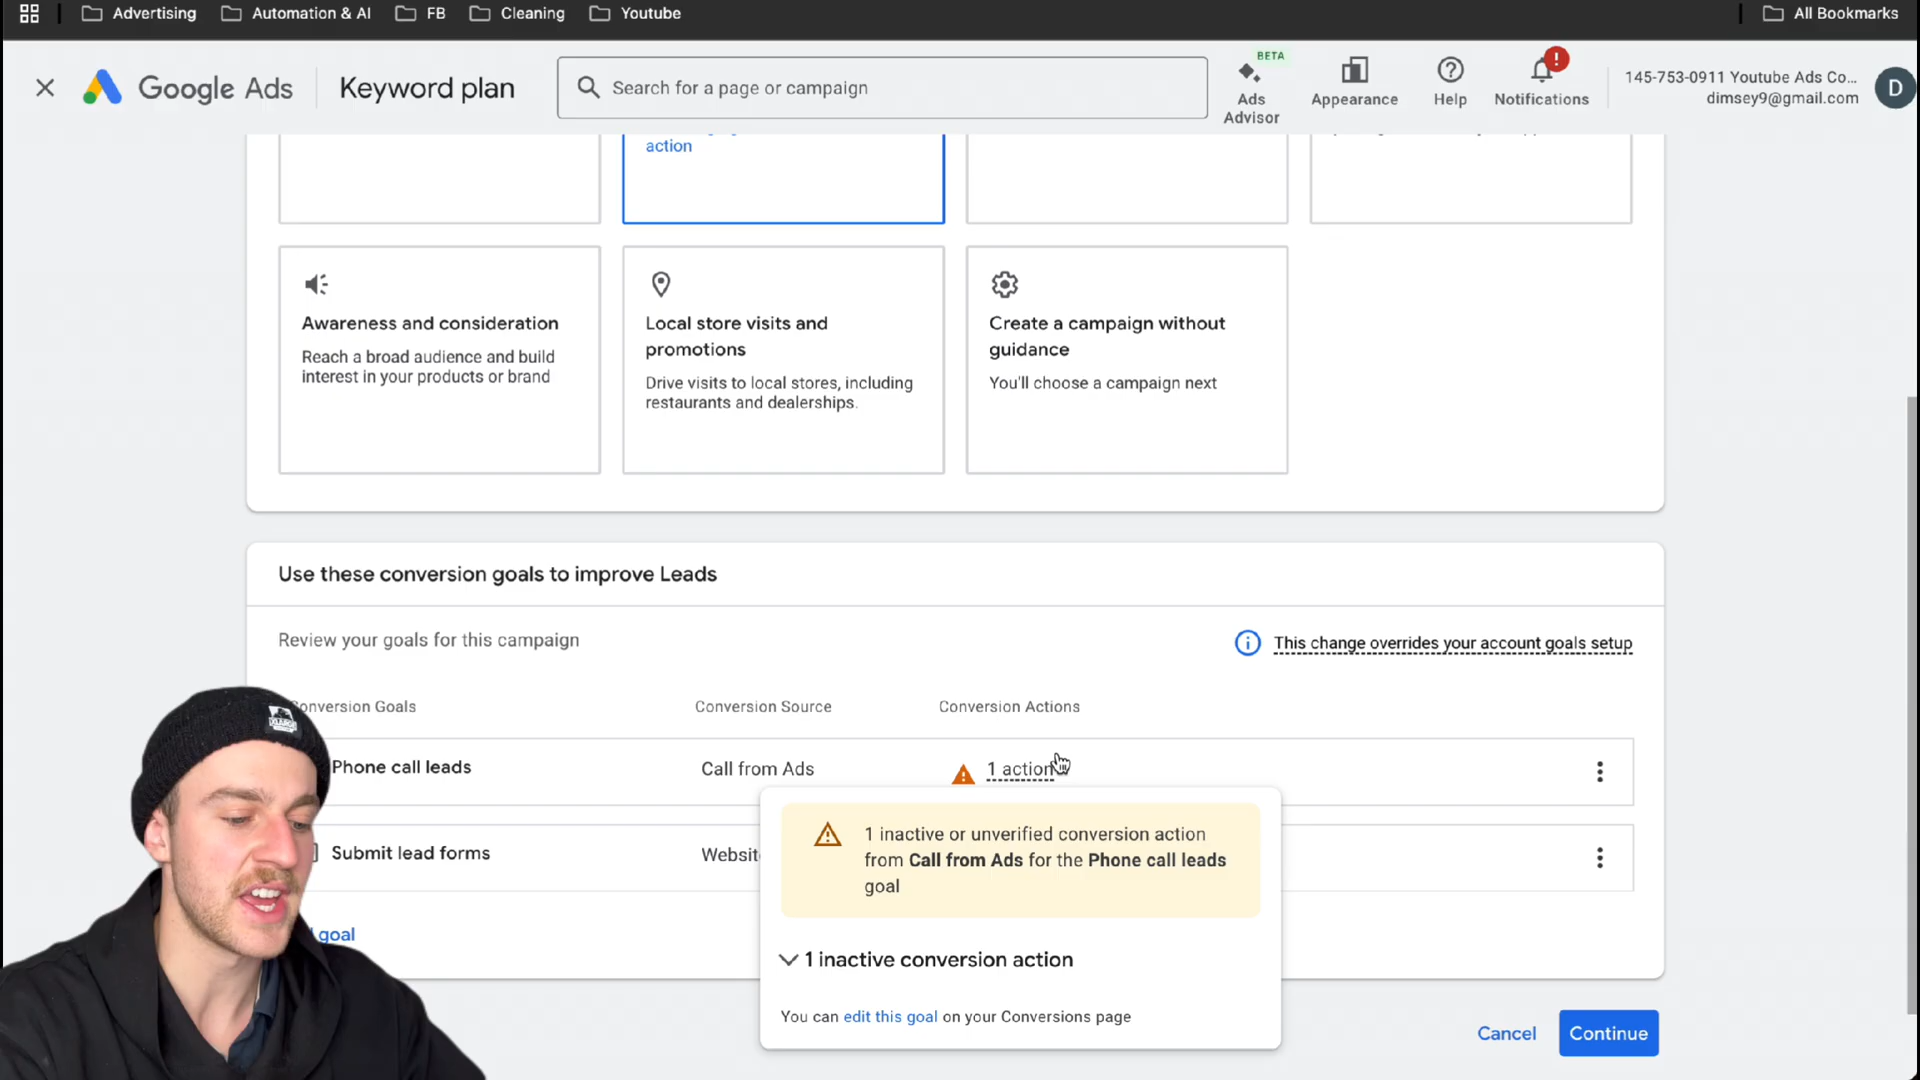 Advertising
Automation & AI
FB
Cleaning
Youtube
All Bookmarks
Google Ads
Keyword plan
Search for a page or campaign
BETA
Ads
Advisor
Appearance
Help
!
Notifications
145-753-0911 Youtube Ads Co...
dimsey9@gmail.com
D
action
Awareness and consideration
Reach a broad audience and build
interest in your products or brand
Local store visits and
promotions
Drive visits to local stores, including
restaurants and dealerships.
Create a campaign without
guidance
You'll choose a campaign next
Use these conversion goals to improve Leads
Review your goals for this campaign
This change overrides your account goals setup
onversion Goals
Conversion Source
Conversion Actions
Phone call leads
Call from Ads
1 action
Submit lead forms
Websit
1 inactive or unverified conversion action
from Call from Ads for the Phone call leads
goal
goal
1 inactive conversion action
You can edit this goal on your Conversions page
Cancel
Continue
XLARGE